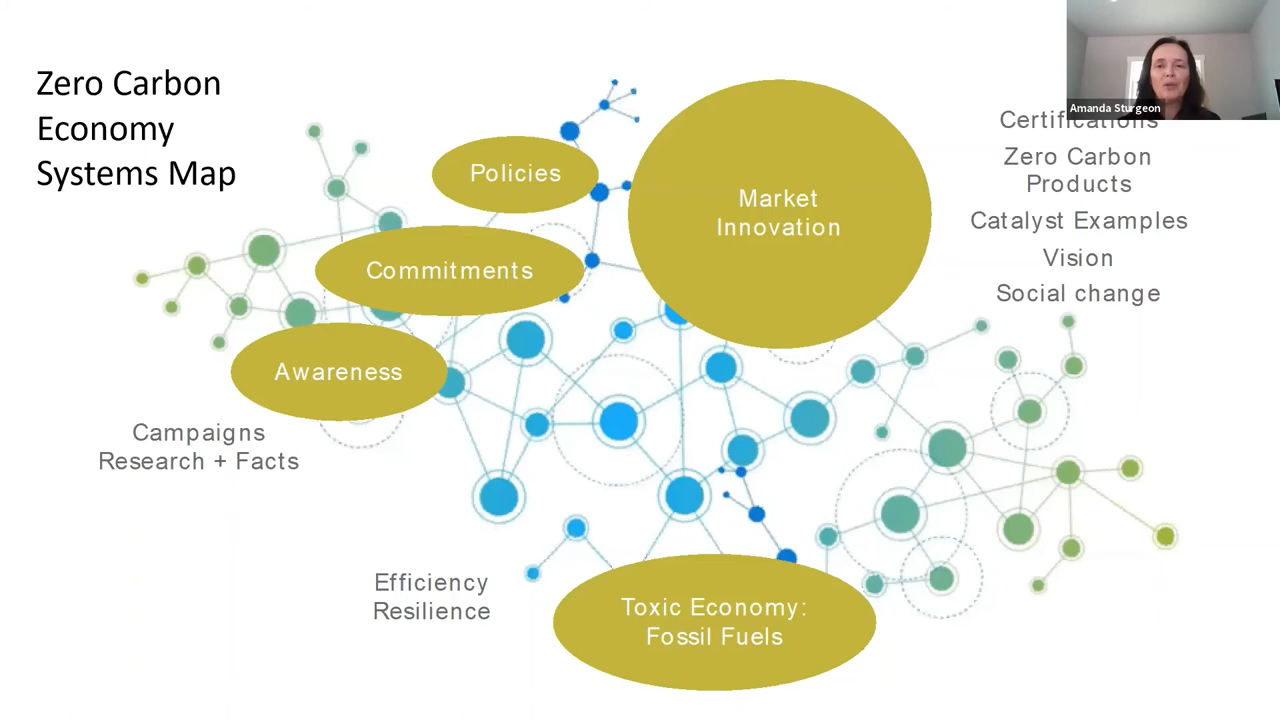 Zero Carbon
Economy
Systems Map
Policies
Commitments
Awareness
Campaigns
Research + Facts
Market
Innovation
Amanda Sturgeon
Certifications
Zero Carbon
Products
Catalyst Examples
Vision
Social change
Efficiency
Resilience
Toxic Economy:
Fossil Fuels